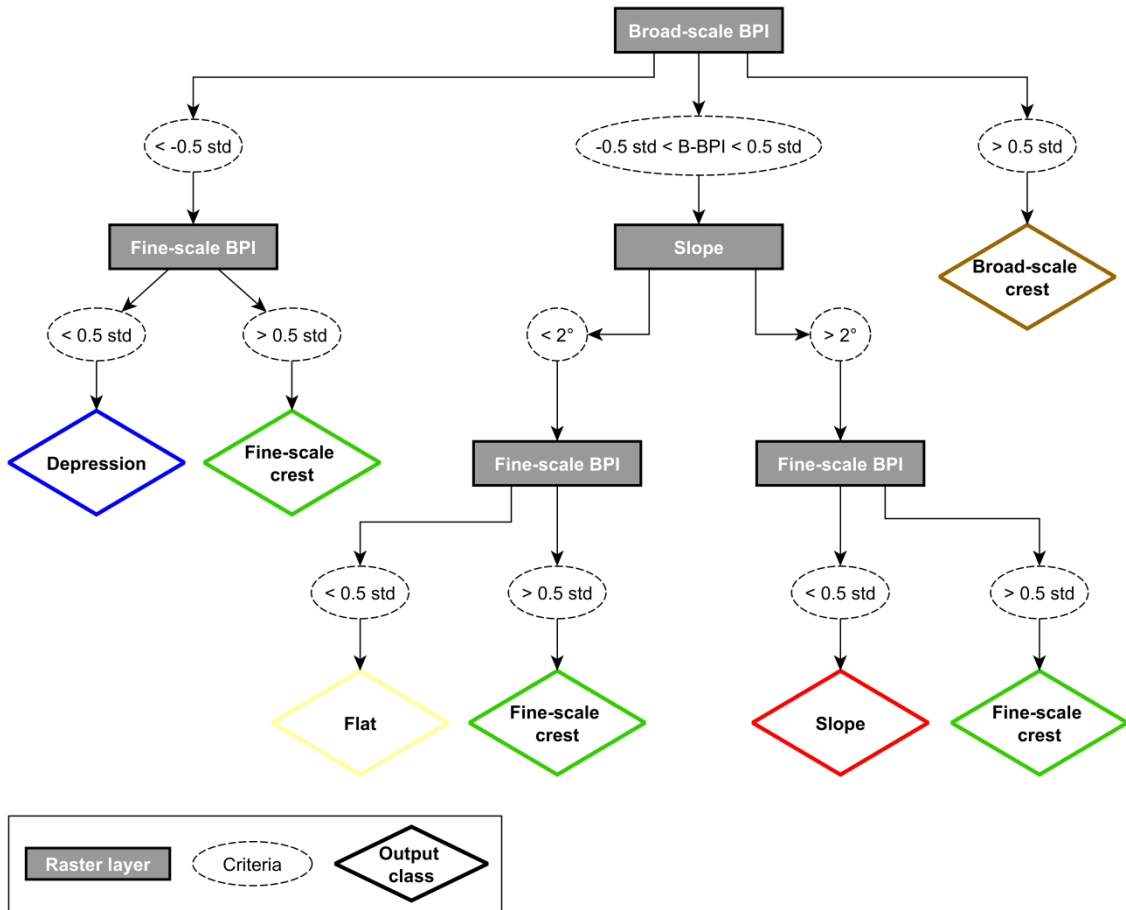 Broad-scale BPI
< -0.5 std
-0.5 std < B-BPI < 0.5 std
> 0.5 std
Fine-scale BPI
Slope
Broad-scale
crest
< 0.5 std
> 0.5 std
< 2°
> 2°
Depression
Fine-scale
crest
Fine-scale BPI
Fine-scale BPI
< 0.5 std
> 0.5 std
< 0.5 std
> 0.5 std
Flat
Fine-scale
crest
Slope
Fine-scale
crest
Raster layer
Criteria
Output
class